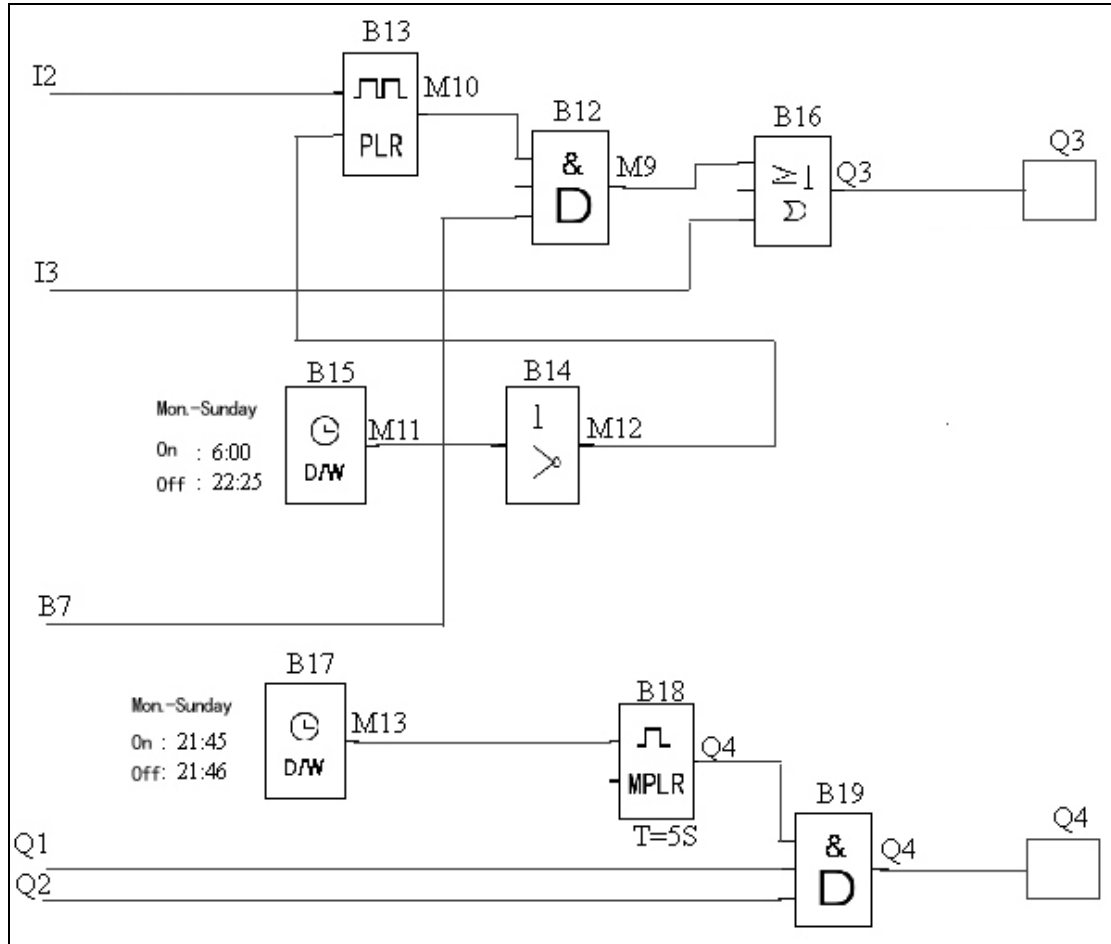 B13
I2
M10
PLR
B12
&
D
M9
B16
≥1
Q3
Q3
I3
B15
Mon.-Sunday
On : 6:00
Off : 22:25
D/W
M11
B14
1
M12
B7
B17
Mon.-Sunday
On : 21:45
Off: 21:46
D/W
M13
B18
MPLR
T=5S
Q4
B19
&
D
Q4
Q4
Q1
Q2